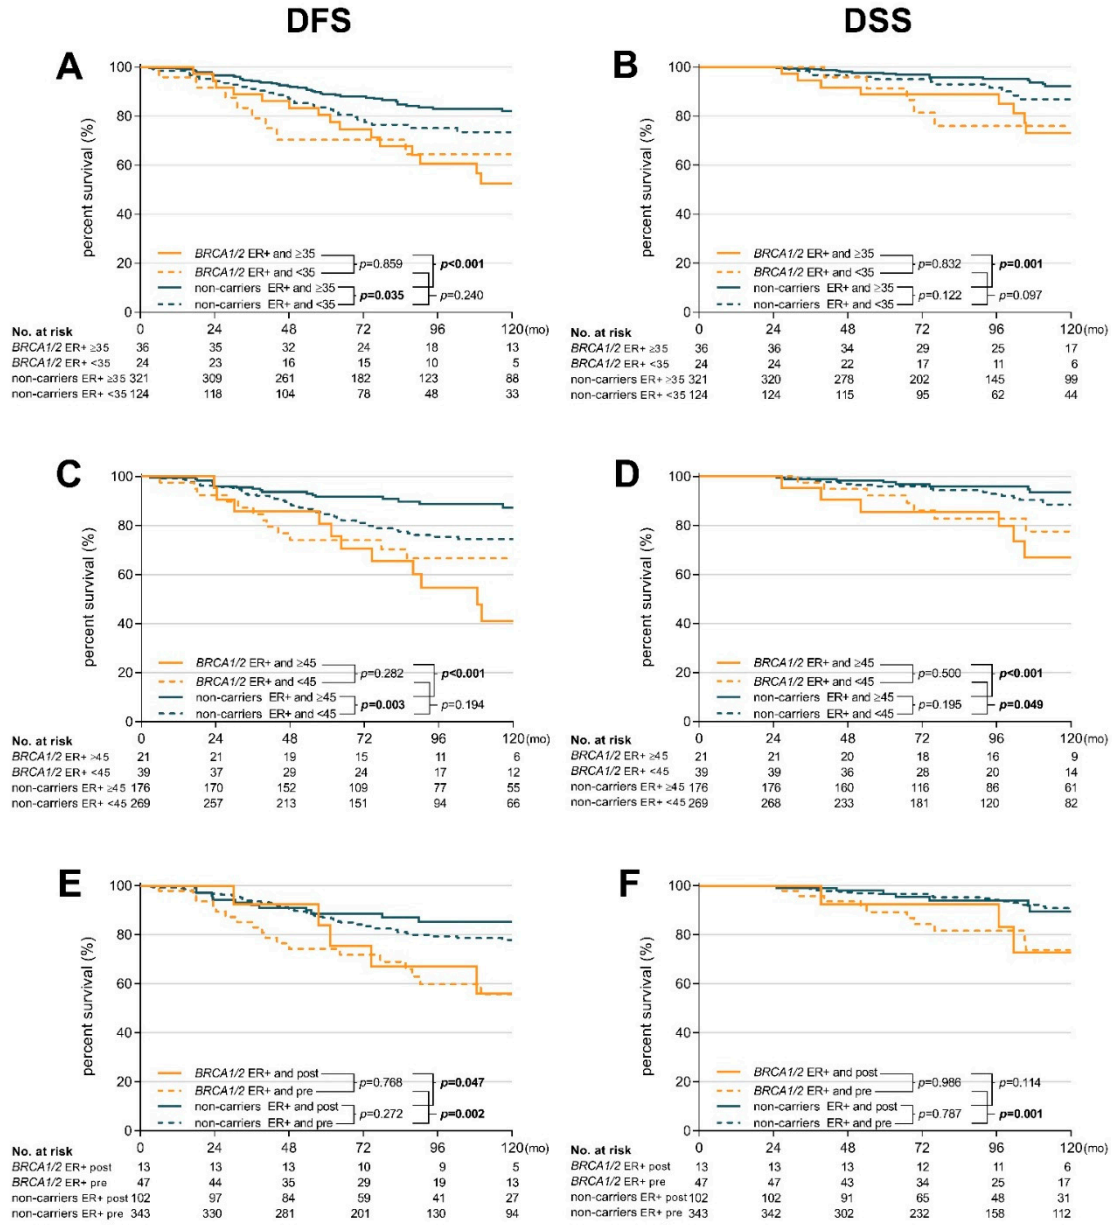 DFS
DSS
A
percent survival (%)
100
80
60
40
20
0
BRCA1/2 ER+ and ≥35
BRCA1/2 ER+ and <35
non-carriers ER+ and ≥35
non-carriers ER+ and <35
p=0.859
p=0.035
p<0.001
p=0.240
0 24 48 72 96 120(mo)
No. at risk
BRCA1/2 ER+ ≥35 36 35 32 24 18 13
BRCA1/2 ER+ <35 24 23 16 15 10 5
non-carriers ER+ ≥35 321 309 261 182 123 88
non-carriers ER+ <35 124 118 104 78 48 33
B
percent survival (%)
100
80
60
40
20
0
BRCA1/2 ER+ and ≥35
BRCA1/2 ER+ and <35
non-carriers ER+ and ≥35
non-carriers ER+ and <35
p=0.832
p=0.122
p=0.001
p=0.097
0 24 48 72 96 120(mo)
No. at risk
BRCA1/2 ER+ ≥35 36 36 34 29 25 17
BRCA1/2 ER+ <35 24 24 22 17 11 6
non-carriers ER+ ≥35 321 320 278 202 145 99
non-carriers ER+ <35 124 124 115 95 62 44
C
percent survival (%)
100
80
60
40
20
0
BRCA1/2 ER+ and ≥45
BRCA1/2 ER+ and <45
non-carriers ER+ and ≥45
non-carriers ER+ and <45
p=0.282
p=0.003
p<0.001
p=0.194
0 24 48 72 96 120(mo)
No. at risk
BRCA1/2 ER+ ≥45 21 21 19 15 11 6
BRCA1/2 ER+ <45 39 37 29 24 17 12
non-carriers ER+ ≥45 176 170 152 109 77 55
non-carriers ER+ <45 269 257 213 151 94 66
D
percent survival (%)
100
80
60
40
20
0
BRCA1/2 ER+ and ≥45
BRCA1/2 ER+ and <45
non-carriers ER+ and ≥45
non-carriers ER+ and <45
p=0.500
p=0.195
p<0.001
p=0.049
0 24 48 72 96 120(mo)
No. at risk
BRCA1/2 ER+ ≥45 21 21 20 18 16 9
BRCA1/2 ER+ <45 39 39 36 28 20 14
non-carriers ER+ ≥45 176 176 160 116 86 61
non-carriers ER+ <45 269 268 233 181 120 82
E
percent survival (%)
100
80
60
40
20
0
BRCA1/2 ER+ and post
BRCA1/2 ER+ and pre
non-carriers ER+ and post
non-carriers ER+ and pre
p=0.768
p=0.272
p=0.047
p=0.002
0 24 48 72 96 120(mo)
No. at risk
BRCA1/2 ER+ post 13 13 13 10 9 5
BRCA1/2 ER+ pre 47 44 35 29 19 13
non-carriers ER+ post 102 97 84 59 41 27
non-carriers ER+ pre 343 330 281 201 130 94
F
percent survival (%)
100
80
60
40
20
0
BRCA1/2 ER+ and post
BRCA1/2 ER+ and pre
non-carriers ER+ and post
non-carriers ER+ and pre
p=0.986
p=0.787
p=0.114
p=0.001
0 24 48 72 96 120(mo)
No. at risk
BRCA1/2 ER+ post 13 13 13 12 11 6
BRCA1/2 ER+ pre 47 47 43 34 25 17
non-carriers ER+ post 102 102 91 65 48 31
non-carriers ER+ pre 343 342 302 232 158 112